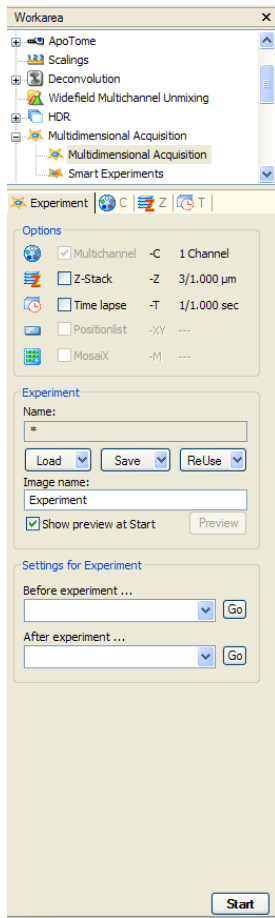 Workarea
ApoTome
Scalings
Deconvolution
Widefield Multichannel Unmixing
HDR
Multidimensional Acquisition
Multidimensional Acquisition
Smart Experiments
Experiment C Z T
Options
Multichannel -C 1 Channel
Z-Stack -Z 3/1.000 µm
Time lapse -T 1/1.000 sec
Positionlist -XY ---
MosaiX -M ---
Experiment
Name:
*
Load Save ReUse
Image name:
Experiment
Show preview at Start Preview
Settings for Experiment
Before experiment ...
Go
After experiment ...
Go
Start